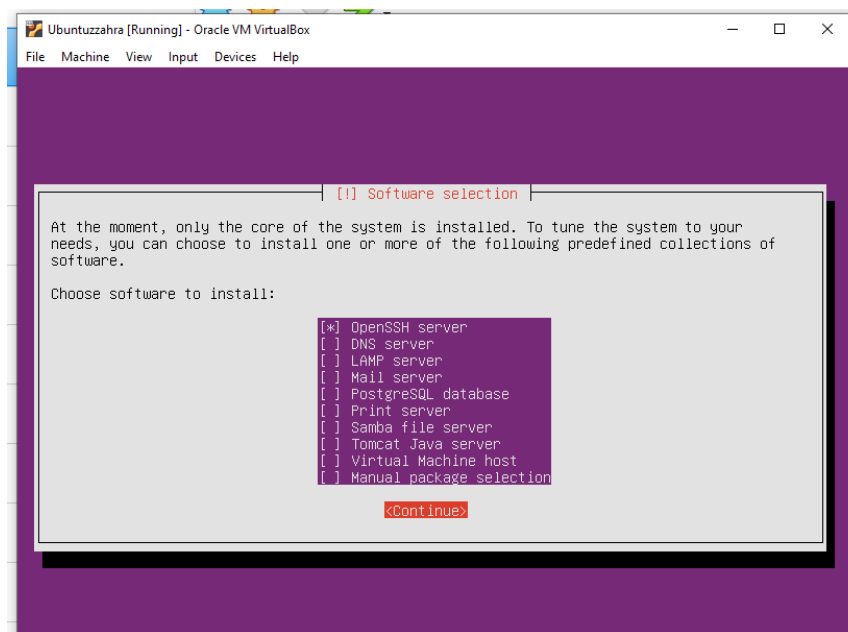 Ubuntuzzahra [Running] - Oracle VM VirtualBox
File Machine View Input Devices Help
[!] Software selection
At the moment, only the core of the system is installed. To tune the system to your
needs, you can choose to install one or more of the following predefined collections of
software.
Choose software to install:
[*] OpenSSH server
[ ] DNS server
[ ] LAMP server
[ ] Mail server
[ ] PostgreSQL database
[ ] Print server
[ ] Samba file server
[ ] Tomcat Java server
[ ] Virtual Machine host
[ ] Manual package selection
<Continue>